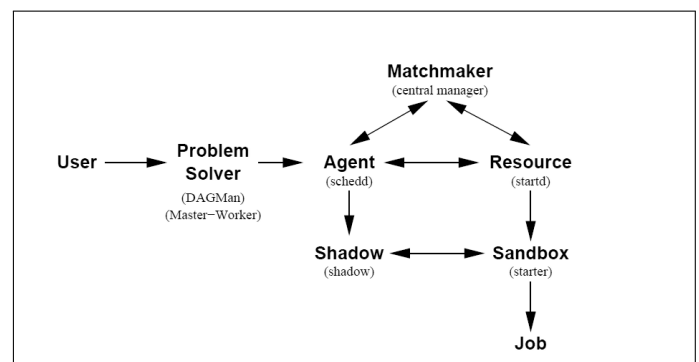 Matchmaker
(central manager)
User
Problem
Solver
(DAGMan)
(Master−Worker)
Agent
(schedd)
Resource
(startd)
Shadow
(shadow)
Sandbox
(starter)
Job